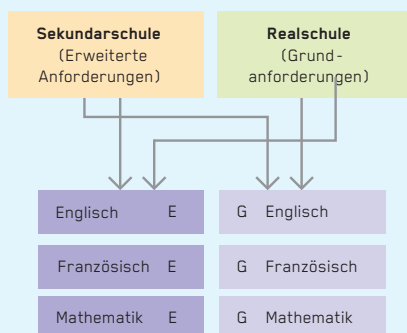 Sekundarschule
(Erweiterte
Anforderungen)
Realschule
(Grund-
anforderungen)
Englisch E
G Englisch
Französisch E
G Französisch
Mathematik E
G Mathematik